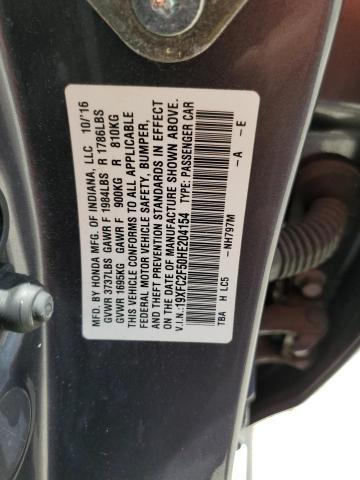 MFD. BY HONDA MFG. OF INDIANA, LLC 10/'16
GVWR 3737LBS GAWR F 1984LBS R 1786LBS
GVWR 1695KG GAWR F 900KG R 810KG
THIS VEHICLE CONFORMS TO ALL APPLICABLE
FEDERAL MOTOR VEHICLE SAFETY, BUMPER,
AND THEFT PREVENTION STANDARDS IN EFFECT
ON THE DATE OF MANUFACTURE SHOWN ABOVE.
V.I.N.:19XFC2F50HE204154 TYPE: PASSENGER CAR
-NH797M -A -E
TBA H LC5